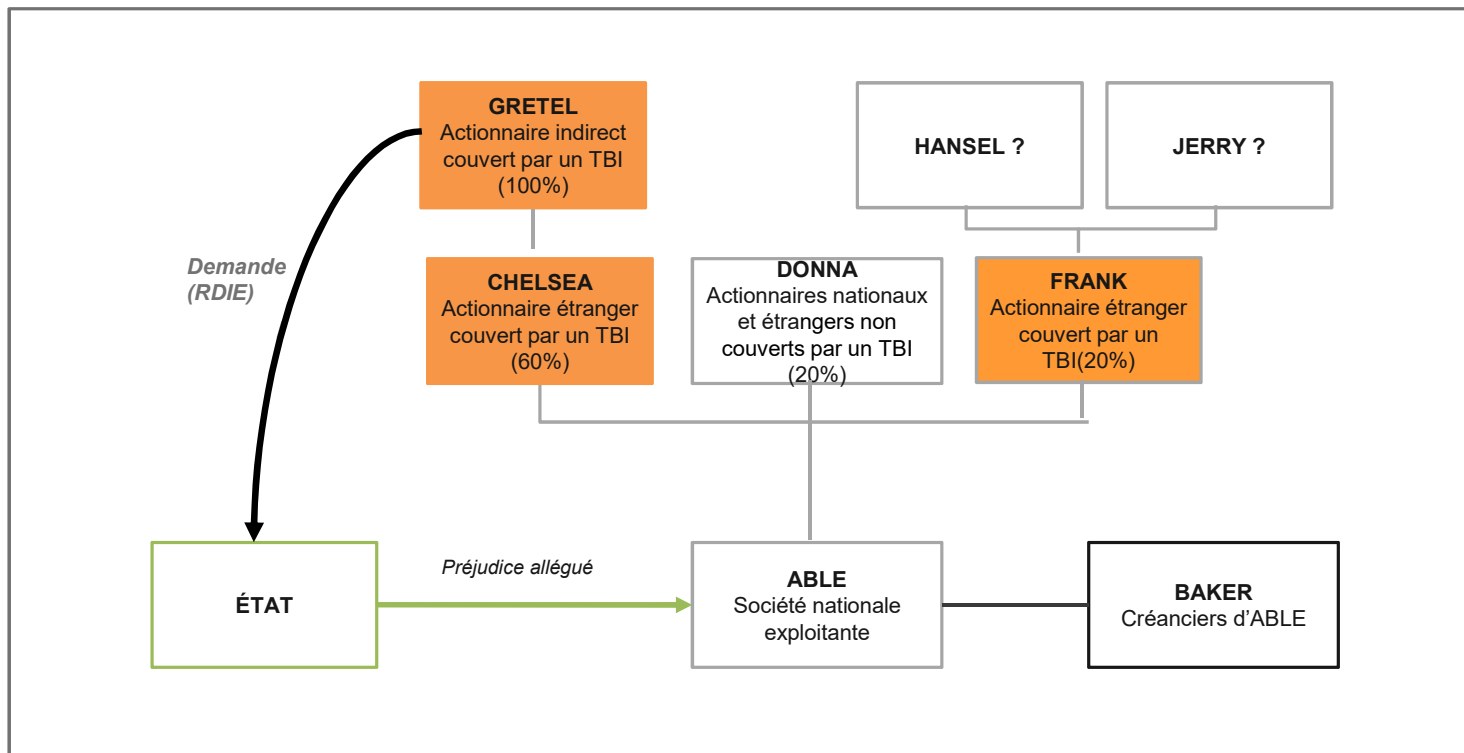 GRETEL
Actionnaire indirect
couvert par un TBI
(100%)
HANSEL ?
JERRY ?
Demande
(RDIE)
CHELSEA
Actionnaire étranger
couvert par un TBI
(60%)
DONNA
Actionnaires nationaux
et étrangers non
couverts par un TBI
(20%)
FRANK
Actionnaire étranger
couvert par un
TBI(20%)
ÉTAT
Préjudice allégué
ABLE
Société nationale
exploitante
BAKER
Créanciers d'ABLE